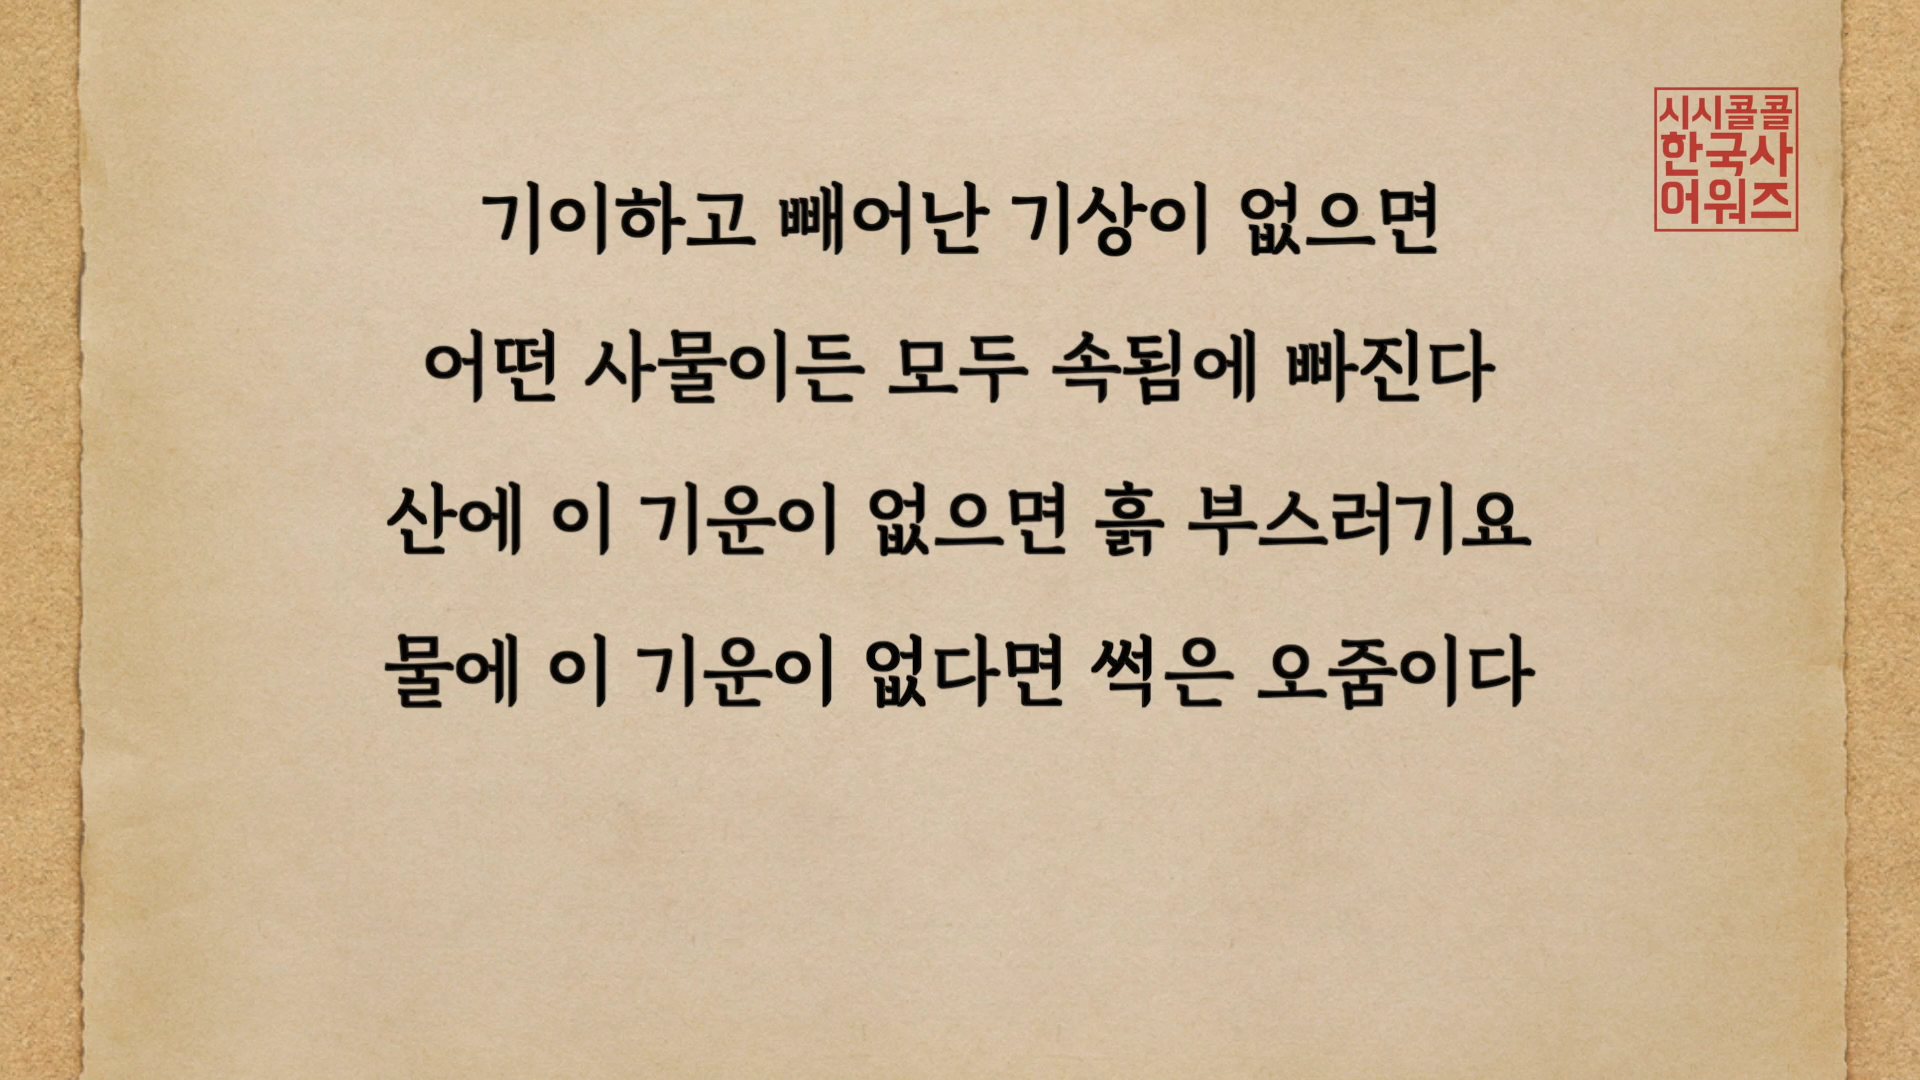 시시콜콜
한국사
어워즈
기이하고 빼어난 기상이 없으면
어떤 사물이든 모두 속됨에 빠진다
산에 이 기운이 없으면 흙 부스러기요
물에 이 기운이 없다면 썩은 오줌이다